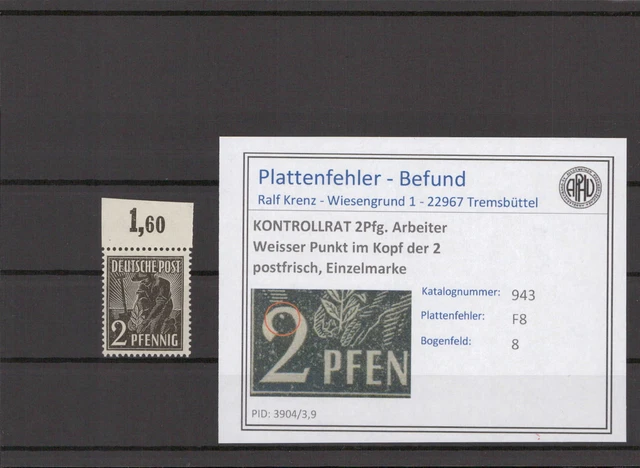 1,60
DEUTSCHE POST
2 PFENNIG
Plattenfehler - Befund
Ralf Krenz - Wiesengrund 1 - 22967 Tremsbüttel
KONTROLLRAT 2Pfg. Arbeiter
Weisser Punkt im Kopf der 2
postfrisch, Einzelmarke
Katalognummer: 943
Plattenfehler: F8
Bogenfeld: 8
2 PFEN
PID: 3904/3,9